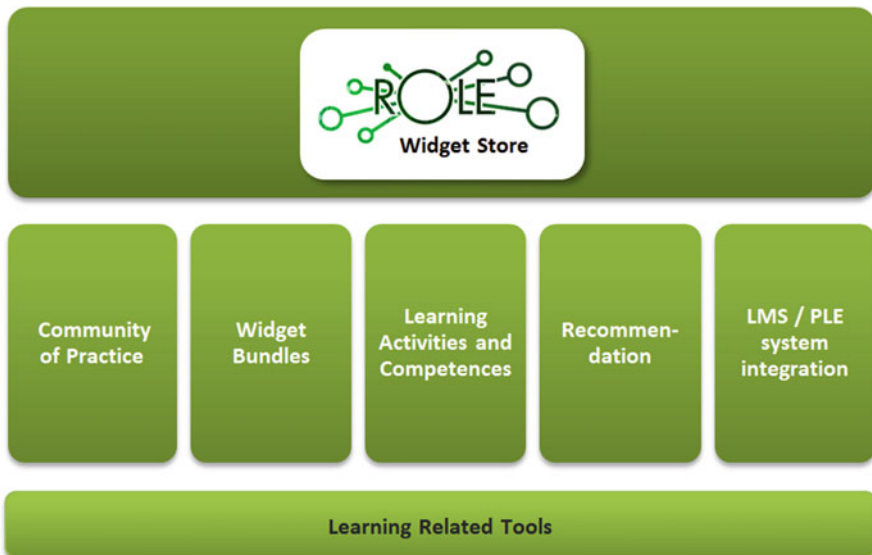 ROLE
Widget Store
Community
of Practice
Widget
Bundles
Learning
Activities and
Competences
Recommen-
dation
LMS / PLE
system
integration
Learning Related Tools